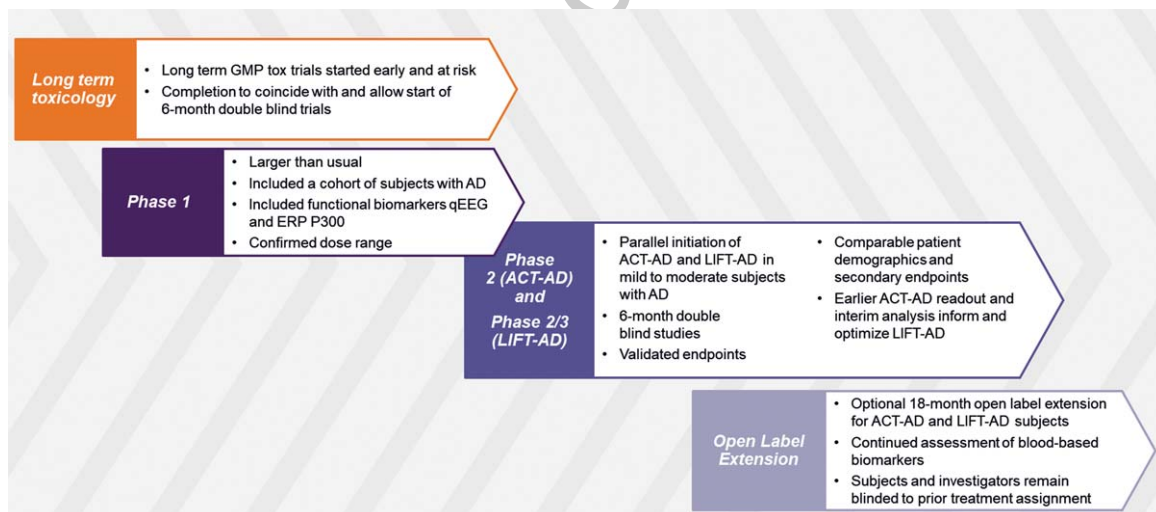 Long term
toxicology
• Long term GMP tox trials started early and at risk
• Completion to coincide with and allow start of
6-month double blind trials
Phase 1
• Larger than usual
• Included a cohort of subjects with AD
• Included functional biomarkers qEEG
and ERP P300
• Confirmed dose range
Phase
2 (ACT-AD)
and
Phase 2/3
(LIFT-AD)
• Parallel initiation of
ACT-AD and LIFT-AD in
mild to moderate subjects
with AD
• 6-month double
blind studies
• Validated endpoints
• Comparable patient
demographics and
secondary endpoints
• Earlier ACT-AD readout and
interim analysis inform and
optimize LIFT-AD
Open Label
Extension
• Optional 18-month open label extension
for ACT-AD and LIFT-AD subjects
• Continued assessment of blood-based
biomarkers
• Subjects and investigators remain
blinded to prior treatment assignment